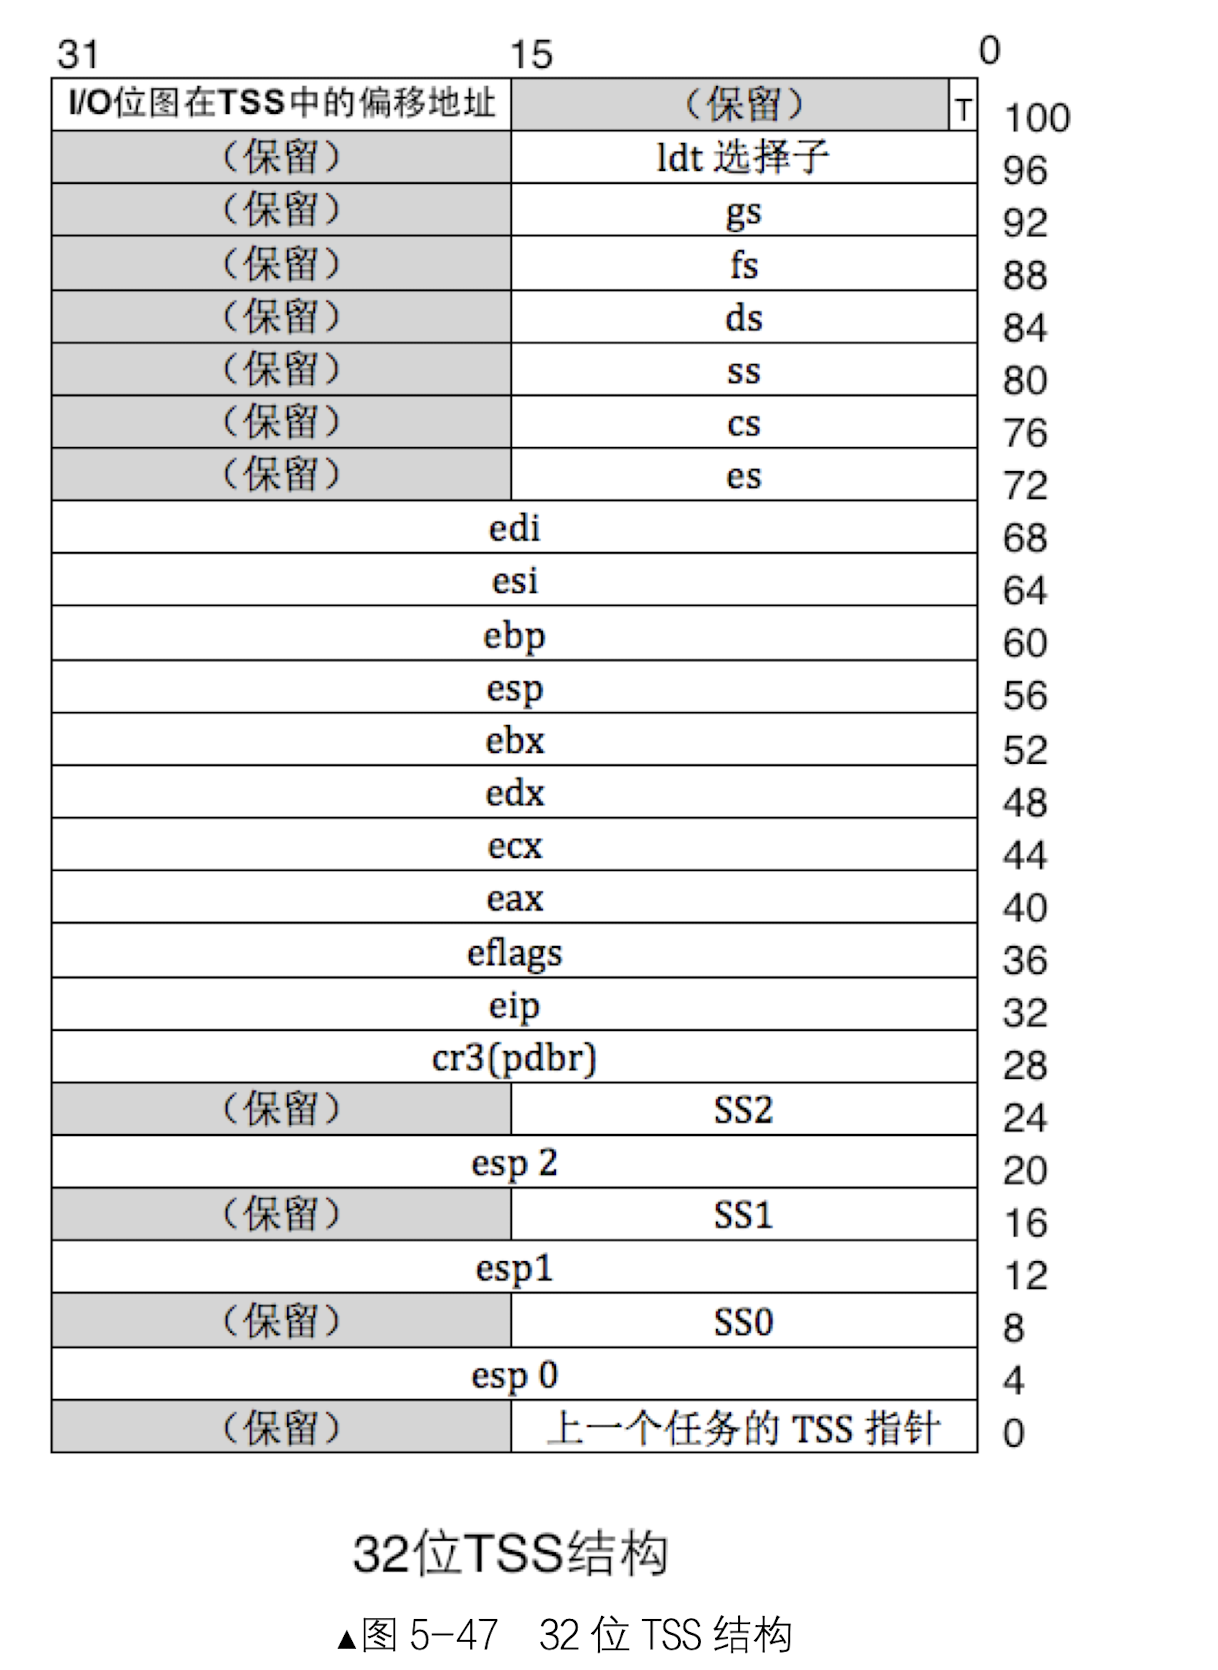 31 15 0
I/O位图在TSS中的偏移地址 （保留） T 100
（保留） ldt 选择子 96
（保留） gs 92
（保留） fs 88
（保留） ds 84
（保留） ss 80
（保留） cs 76
（保留） es 72
edi 68
esi 64
ebp 60
esp 56
ebx 52
edx 48
ecx 44
eax 40
eflags 36
eip 32
cr3(pdbr) 28
（保留） SS2 24
esp 2 20
（保留） SS1 16
esp1 12
（保留） SS0 8
esp 0 4
（保留） 上一个任务的 TSS 指针 0
32位TSS结构
▲图 5-47 32 位 TSS 结构